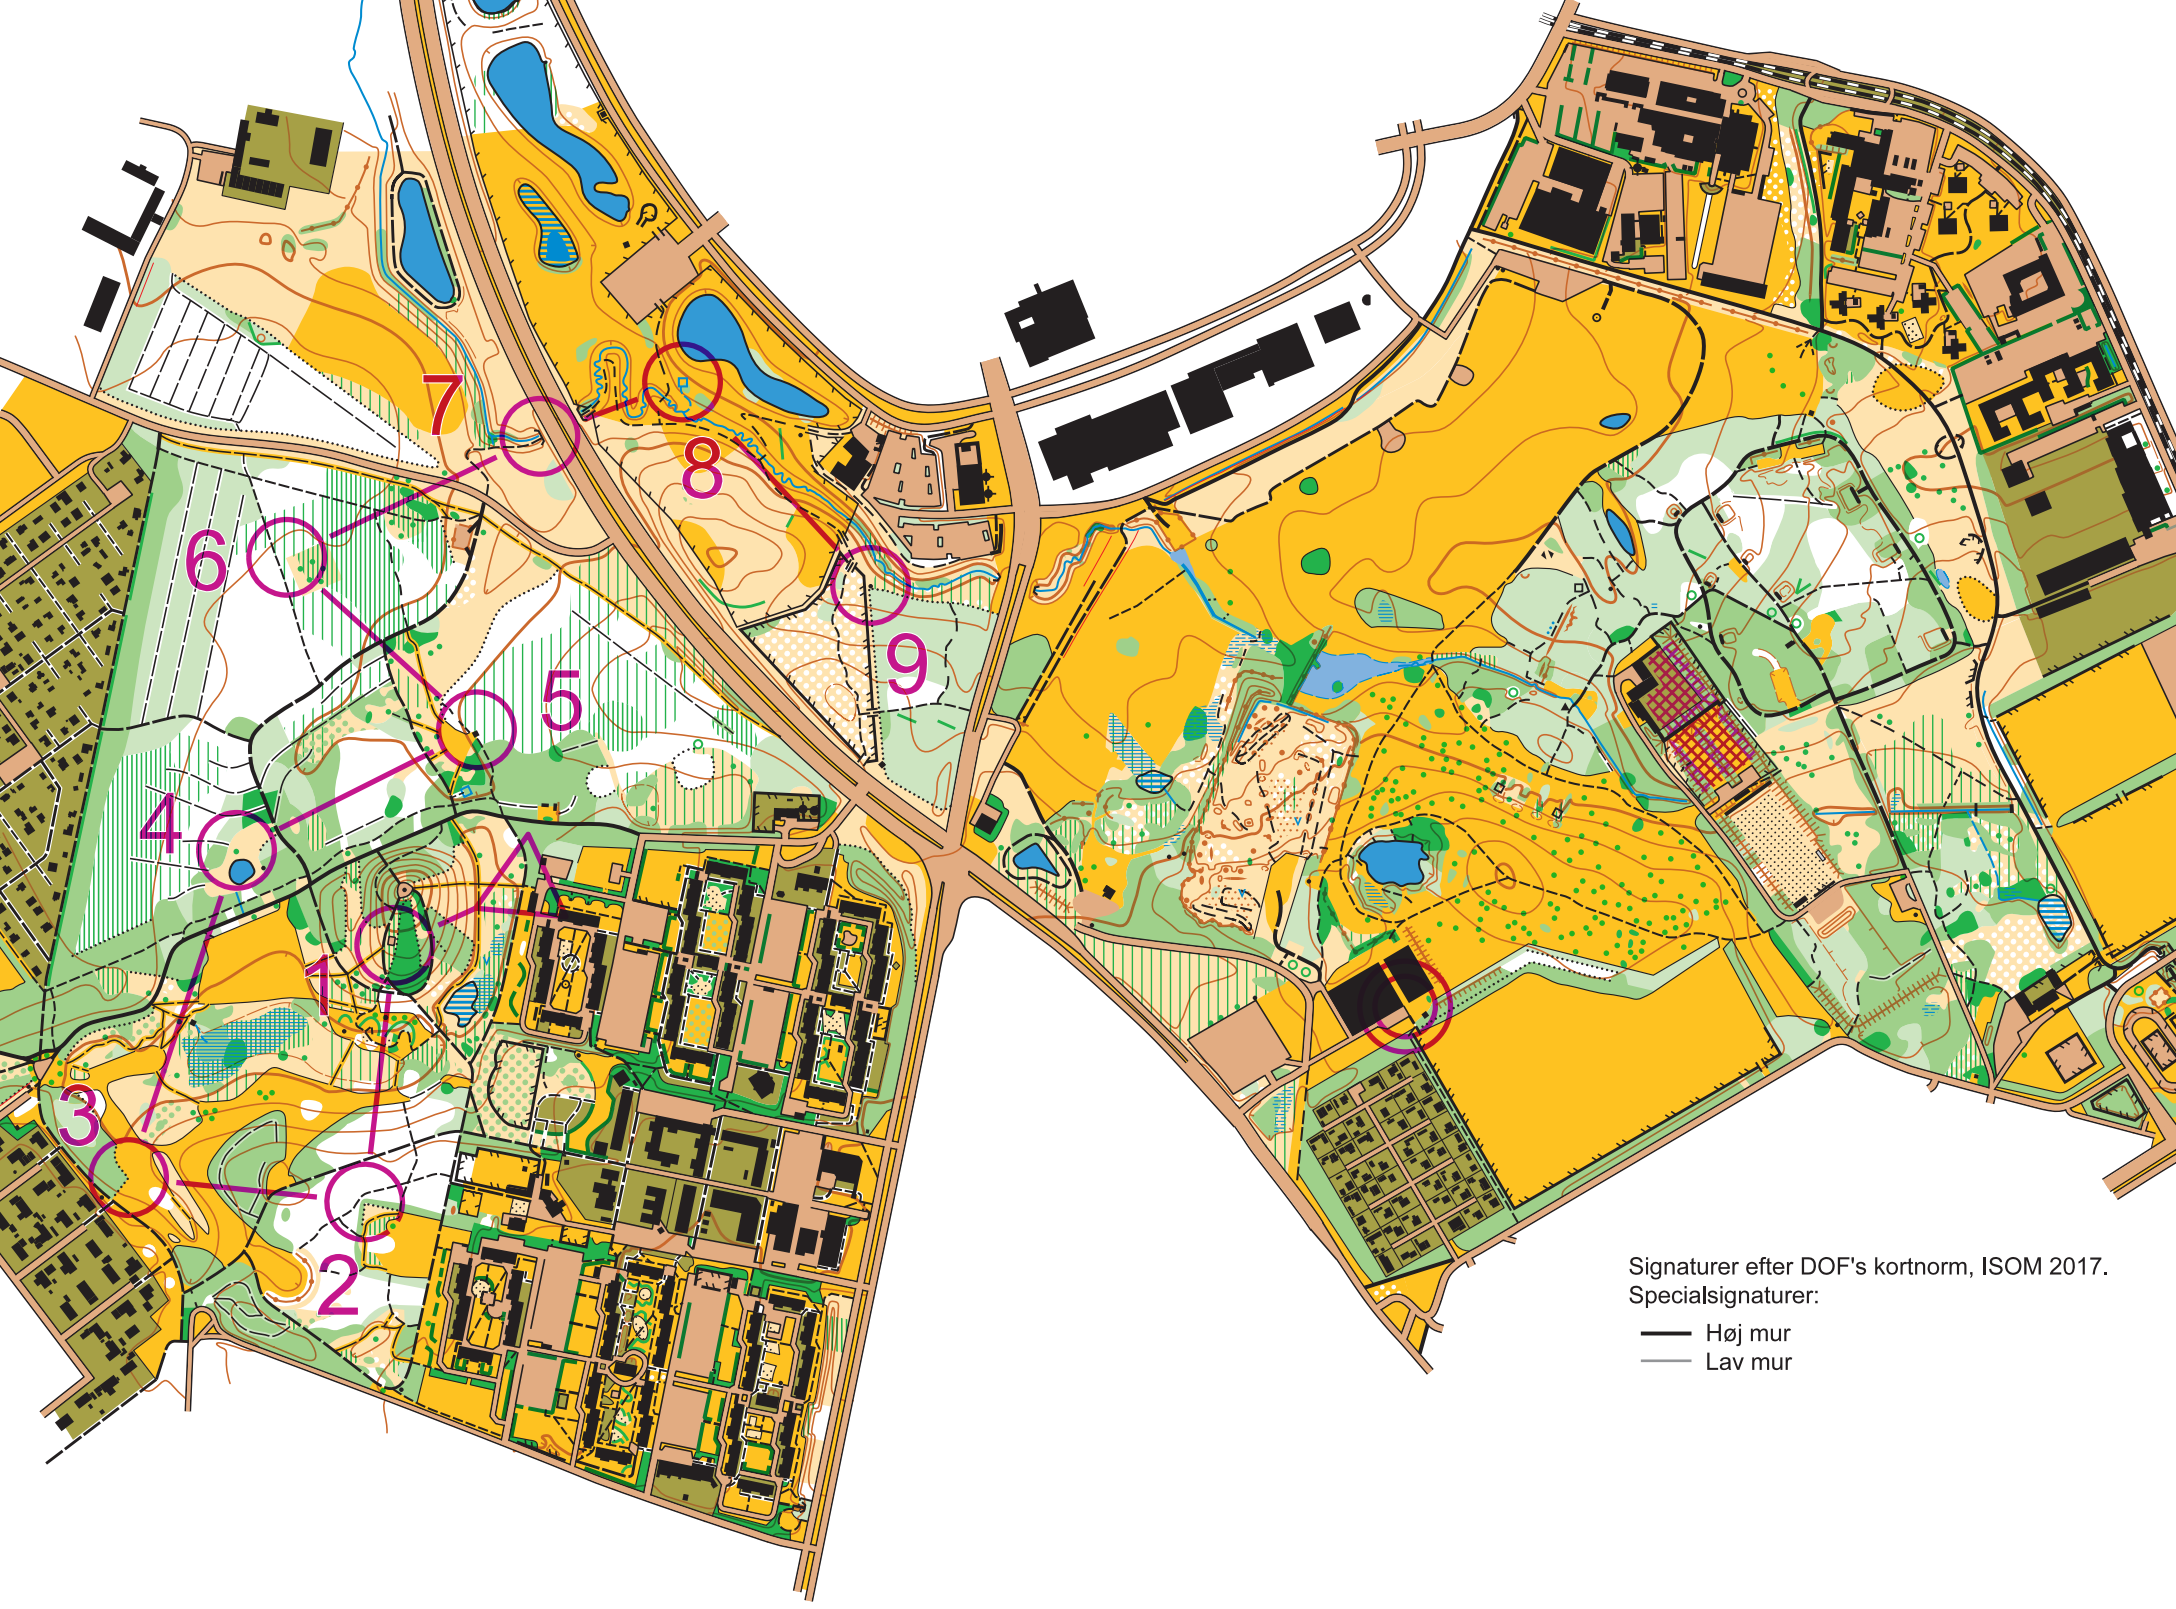 7
8
6
9
5
4
1
3
2
Signaturer efter DOF's kortnorm, ISOM 2017.
Specialsignaturer:
Høj mur
Lav mur